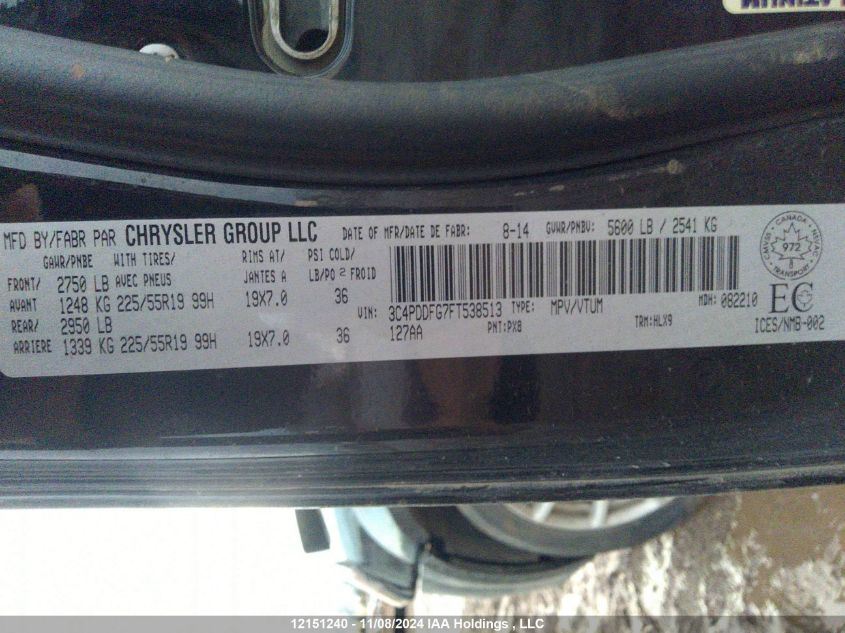 MFD BY/FABR PAR CHRYSLER GROUP LLC DATE OF MFR/DATE DE FABR: 8-14 GVWR/PNBV: 5600 LB / 2541 KG
GAWR/PNBE WITH TIRES/ RIMS AT/ PSI COLD/
FRONT/ 2750 LB AVEC PNEUS JANTES A LB/PO 2 FROID
AVANT 1248 KG 225/55R19 99H 19X7.0 36
REAR/ 2950 LB
ARRIERE 1339 KG 225/55R19 99H 19X7.0 36
VIN: 3C4PDDFG7FT538513 TYPE: MPV/VTUM MDH: 082210
127AA PNT:PX8 TRM:HLX9
CANADA
CMVSS 972 NSVAC
TRANSPORT
EC
ICES/NMB-002
12151240 - 11/08/2024 IAA Holdings , LLC